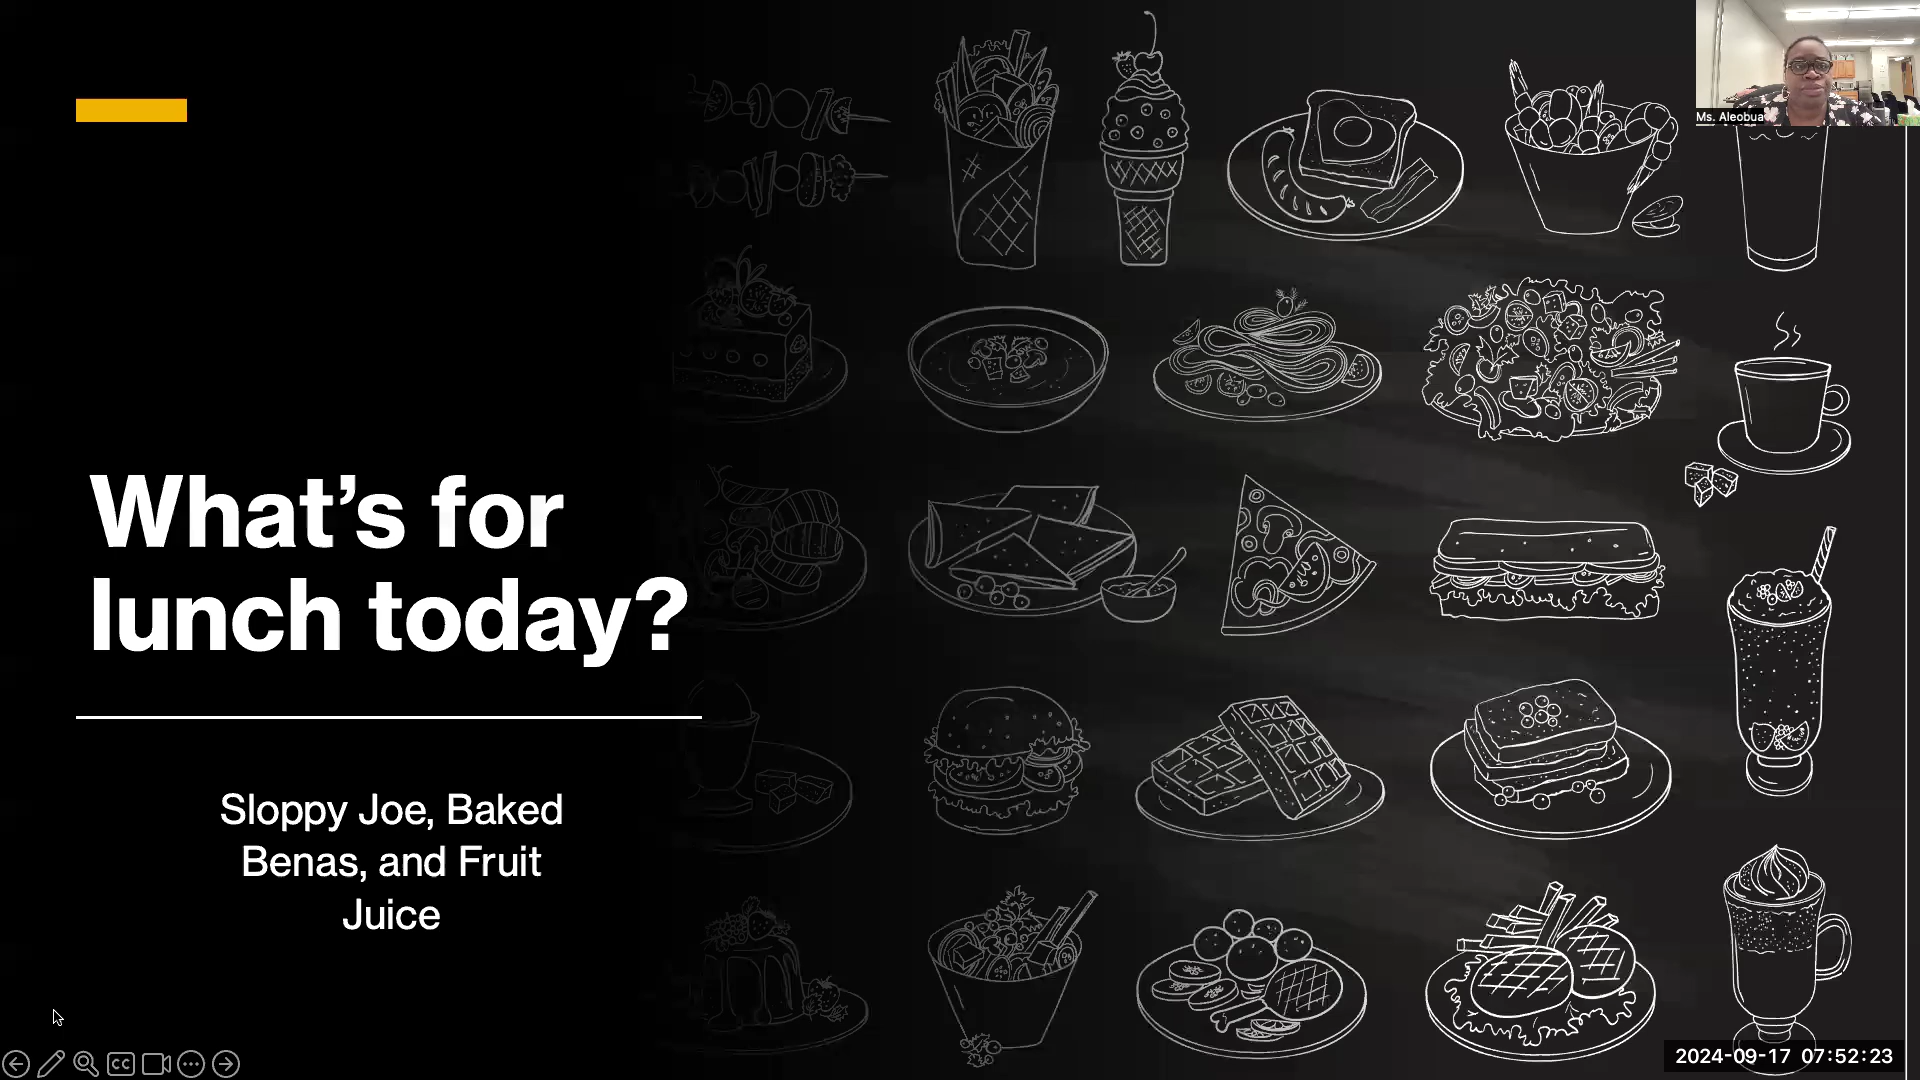 Ms. Aleobua
What's for
lunch today?
Sloppy Joe, Baked
Benas, and Fruit
Juice
CC
2024-09-17 07:52:23